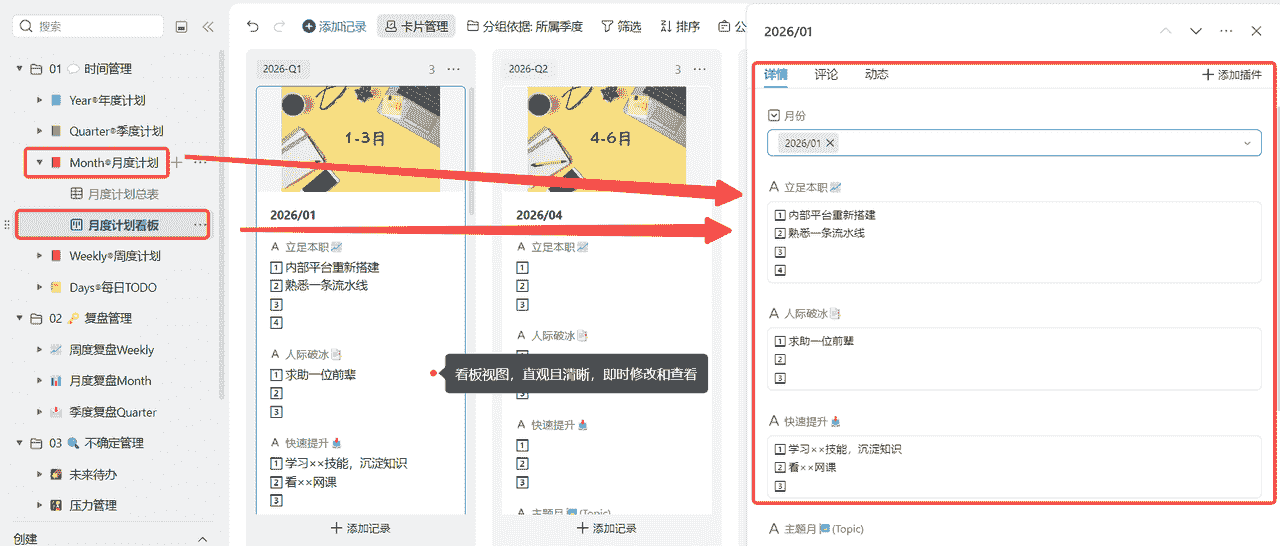 搜索
01 💬 时间管理
Year®年度计划
Quarter®季度计划
Month®月度计划
月度计划总表
月度计划看板
Weekly®周度计划
Days®每日TODO
02 复盘管理
周度复盘Weekly
月度复盘Month
季度复盘Quarter
03 🔍 不确定管理
未来待办
压力管理
创建
添加记录
卡片管理
分组依据: 所属季度
筛选
排序
2026-Q1
3
1-3月
2026/01
A 立足本职📈
1 内部平台重新搭建
2 熟悉一条流水线
3
4
A 人际破冰📑
1 求助一位前辈
2
3
A 快速提升
1 学习××技能，沉淀知识
2 看××网课
3
添加记录
2026-Q2
3
4-6月
2026/04
A 立足本职📈
1
2
3
A 人际破冰📑
3
A 快速提升
1
2
3
A 主题月(Topic)
添加记录
看板视图，直观且清晰，即时修改和查看
2026/01
详情
评论
动态
添加插件
月份
2026/01
A 立足本职📈
1 内部平台重新搭建
2 熟悉一条流水线
3
4
A 人际破冰📑
1 求助一位前辈
2
3
A 快速提升
1 学习××技能，沉淀知识
2 看××网课
3
A 主题月(Topic)